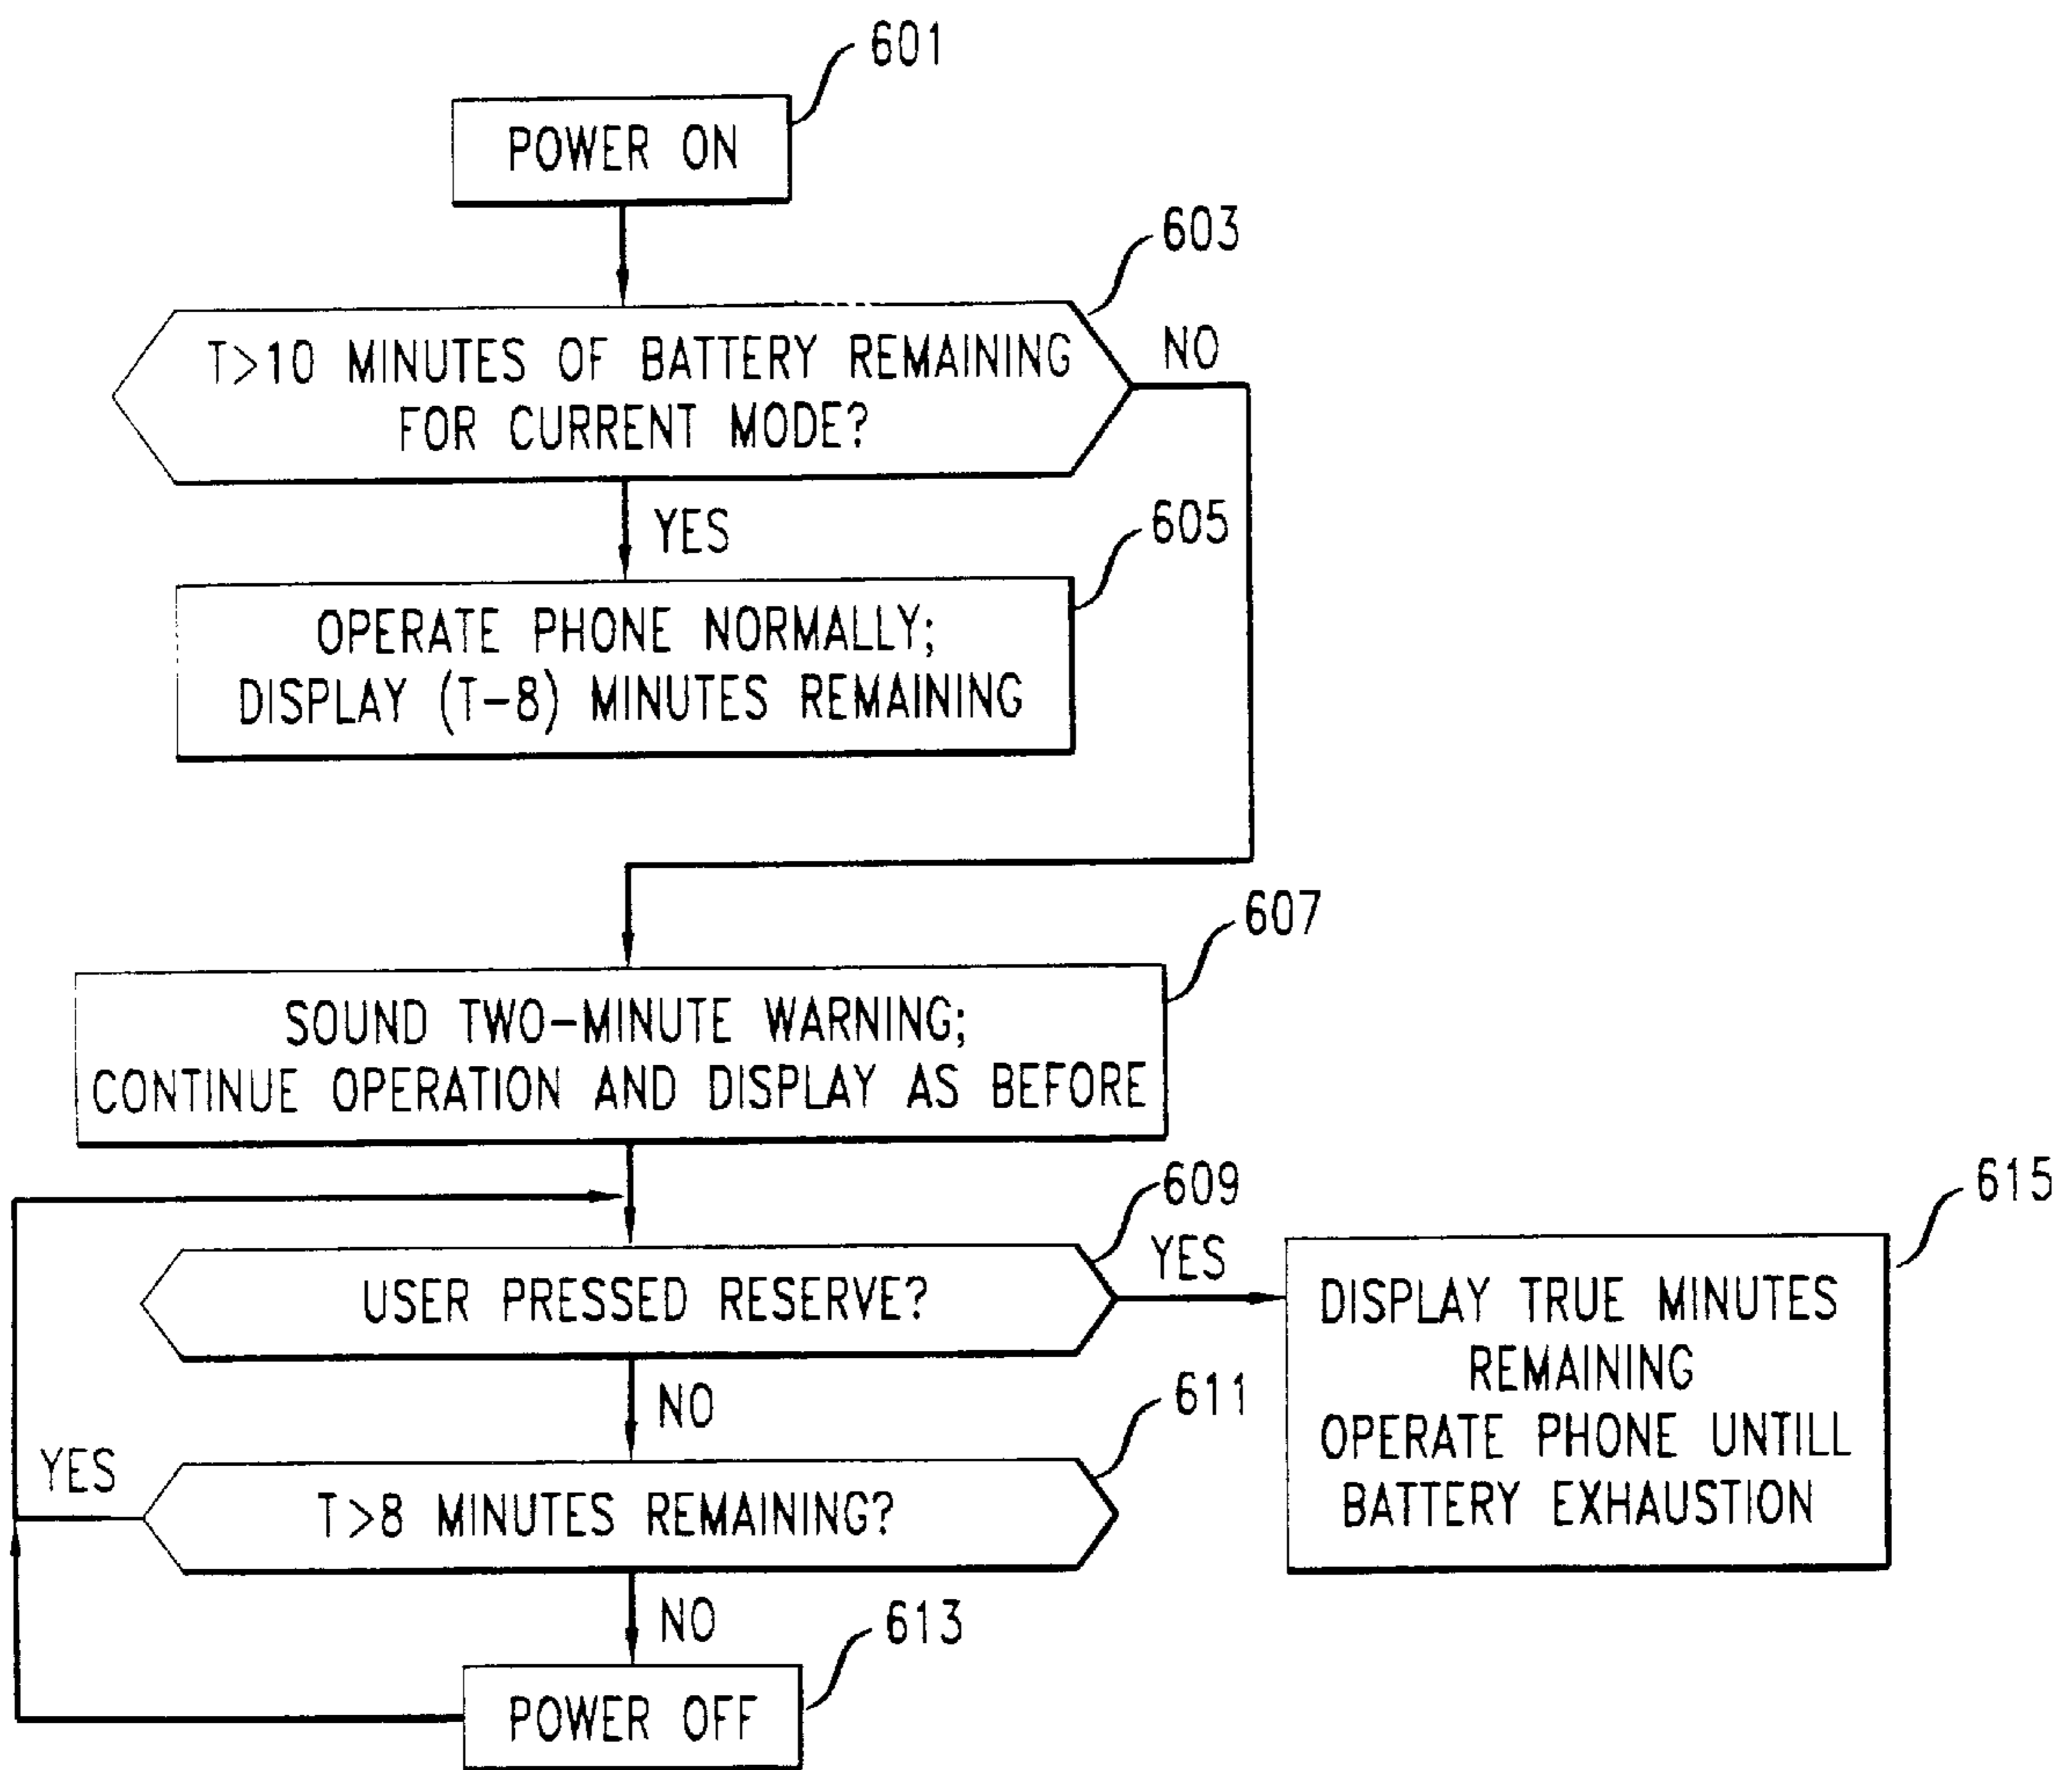 601
POWER ON
603
T>10 MINUTES OF BATTERY REMAINING
FOR CURRENT MODE?
NO
YES
605
OPERATE PHONE NORMALLY;
DISPLAY (T-8) MINUTES REMAINING
607
SOUND TWO-MINUTE WARNING;
CONTINUE OPERATION AND DISPLAY AS BEFORE
609
USER PRESSED RESERVE?
YES
615
DISPLAY TRUE MINUTES
REMAINING
OPERATE PHONE UNTILL
BATTERY EXHAUSTION
NO
611
YES
T>8 MINUTES REMAINING?
NO
613
POWER OFF